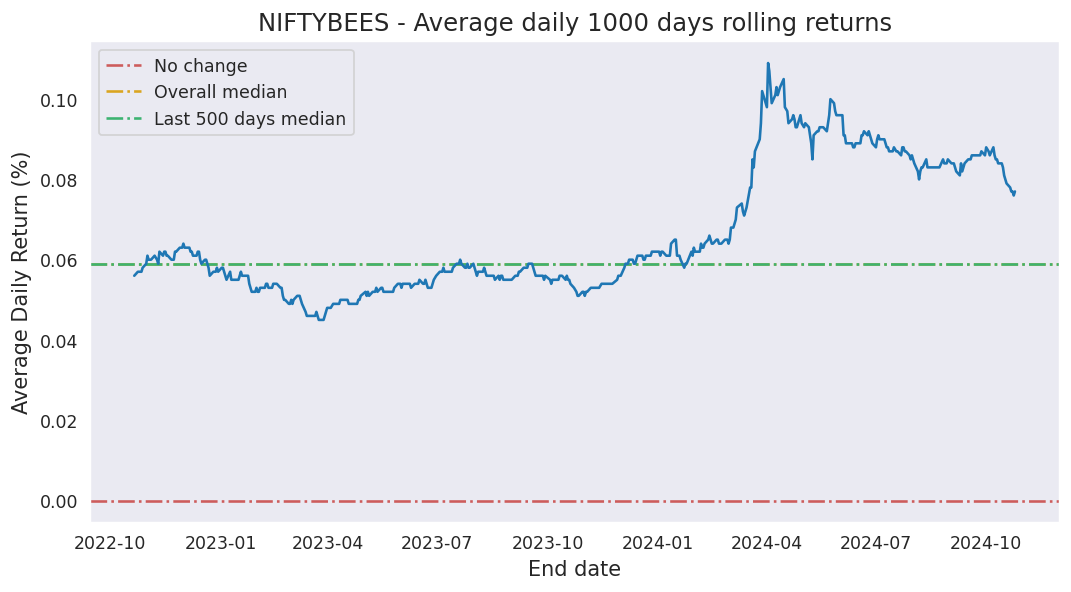 NIFTYBEES - Average daily 1000 days rolling returns
No change
Overall median
Last 500 days median
Average Daily Return (%)
0.10
0.08
0.06
0.04
0.02
0.00
2022-10 2023-01 2023-04 2023-07 2023-10 2024-01 2024-04 2024-07 2024-10
End date